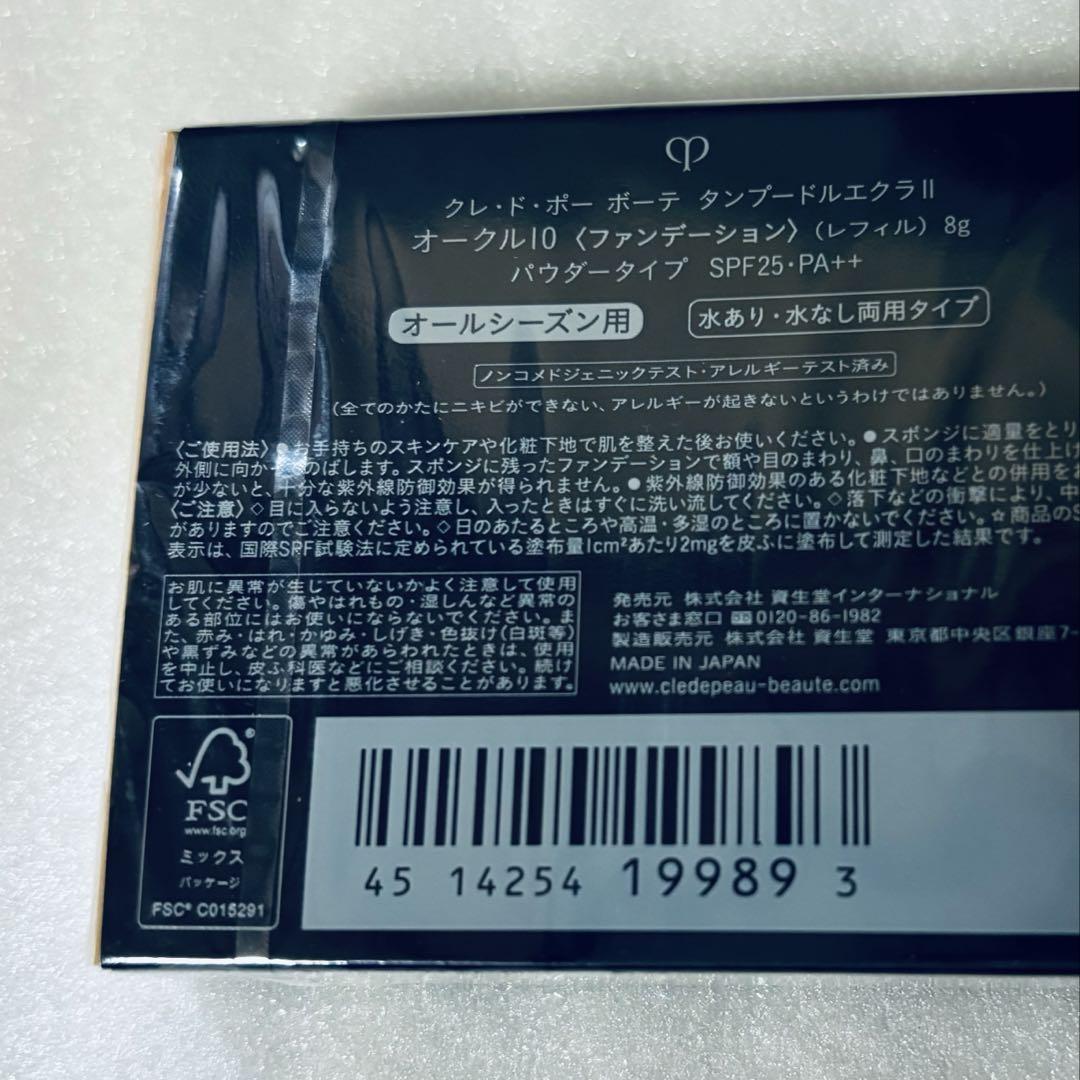 クレ・ド・ポー ボーテ タンプードルエクラⅡ
オークル10〈ファンデーション〉(レフィル) 8g
パウダータイプ SPF25・PA++
オールシーズン用
水あり・水なし両用タイプ
ノンコメドジェニックテスト・アレルギーテスト済み
(全てのかたにニキビができない、アレルギーが起きないというわけではありません。)
〈ご使用法〉●お手持ちのスキンケアや化粧下地で肌を整えた後お使いください。●スポンジに適量をとり
外側に向か のばします。スポンジに残ったファンデーションで額や目のまわり、鼻、口のまわりを仕上げ
が少ないと、十分な紫外線防御効果が得られません。●紫外線防御効果のある化粧下地などとの併用をお
〈ご注意〉◇目に入らないよう注意し、入ったときはすぐに洗い流してください。◇落下などの衝撃により、中
がありますのでご注意ください。◇日のあたるところや高温・多湿のところに置かないでください。☆商品のS
表示は、国際SPF試験法に定められている塗布量1cm²あたり2mgを皮ふに塗布して測定した結果です。
お肌に異常が生じていないかよく注意して使用
してください。傷やはれもの・湿しんなど異常の
ある部位にはお使いにならないでください。ま
た、赤み・はれ・かゆみ・しげき・色抜け(白斑等)
や黒ずみなどの異常があらわれたときは、使用
を中止し、皮ふ科医などにご相談ください。続け
てお使いになりますと悪化させることがあります。
発売元 株式会社 資生堂インターナショナル
お客さま窓口 0120-86-1982
製造販売元 株式会社 資生堂 東京都中央区銀座7-
MADE IN JAPAN
www.cledepeau-beaute.com
FSC
www.fsc.org
ミックス
パッケージ
FSC® C015291
45 14254 19989 3